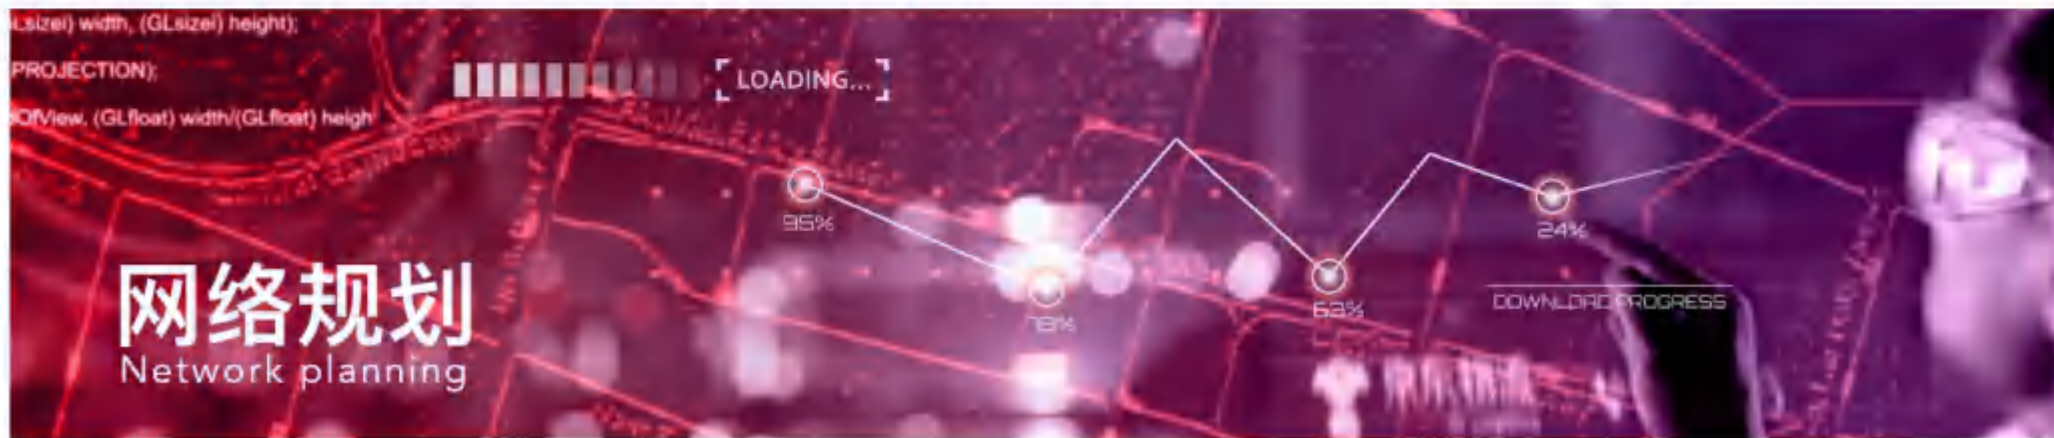 Lsizei) width, (GLsizei) height);
PROJECTION);
dOfView, (GLfloat) width/(GLfloat) heigh
[ LOADING... ]
95%
78%
63%
24%
DOWNLOAD PROGRESS
网络规划
Network planning